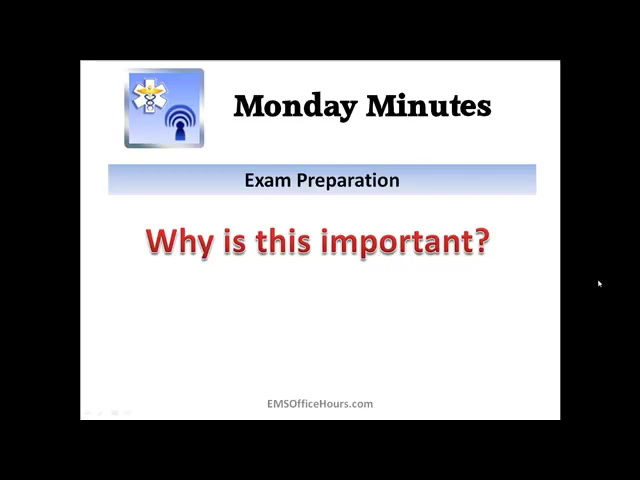 Monday Minutes
Exam Preparation
Why is this important?
EMSOfficeHours.com